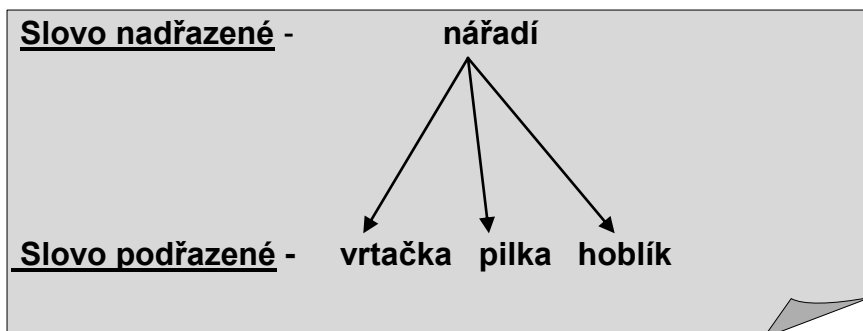 Slovo nadřazené - nářadí
Slovo podřazené - vrtačka pilka hoblík